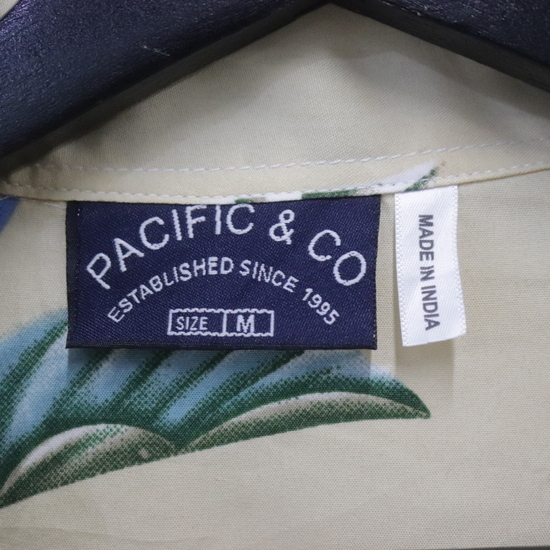 PACIFIC & CO
ESTABLISHED SINCE 1995
SIZE M
MADE IN INDIA